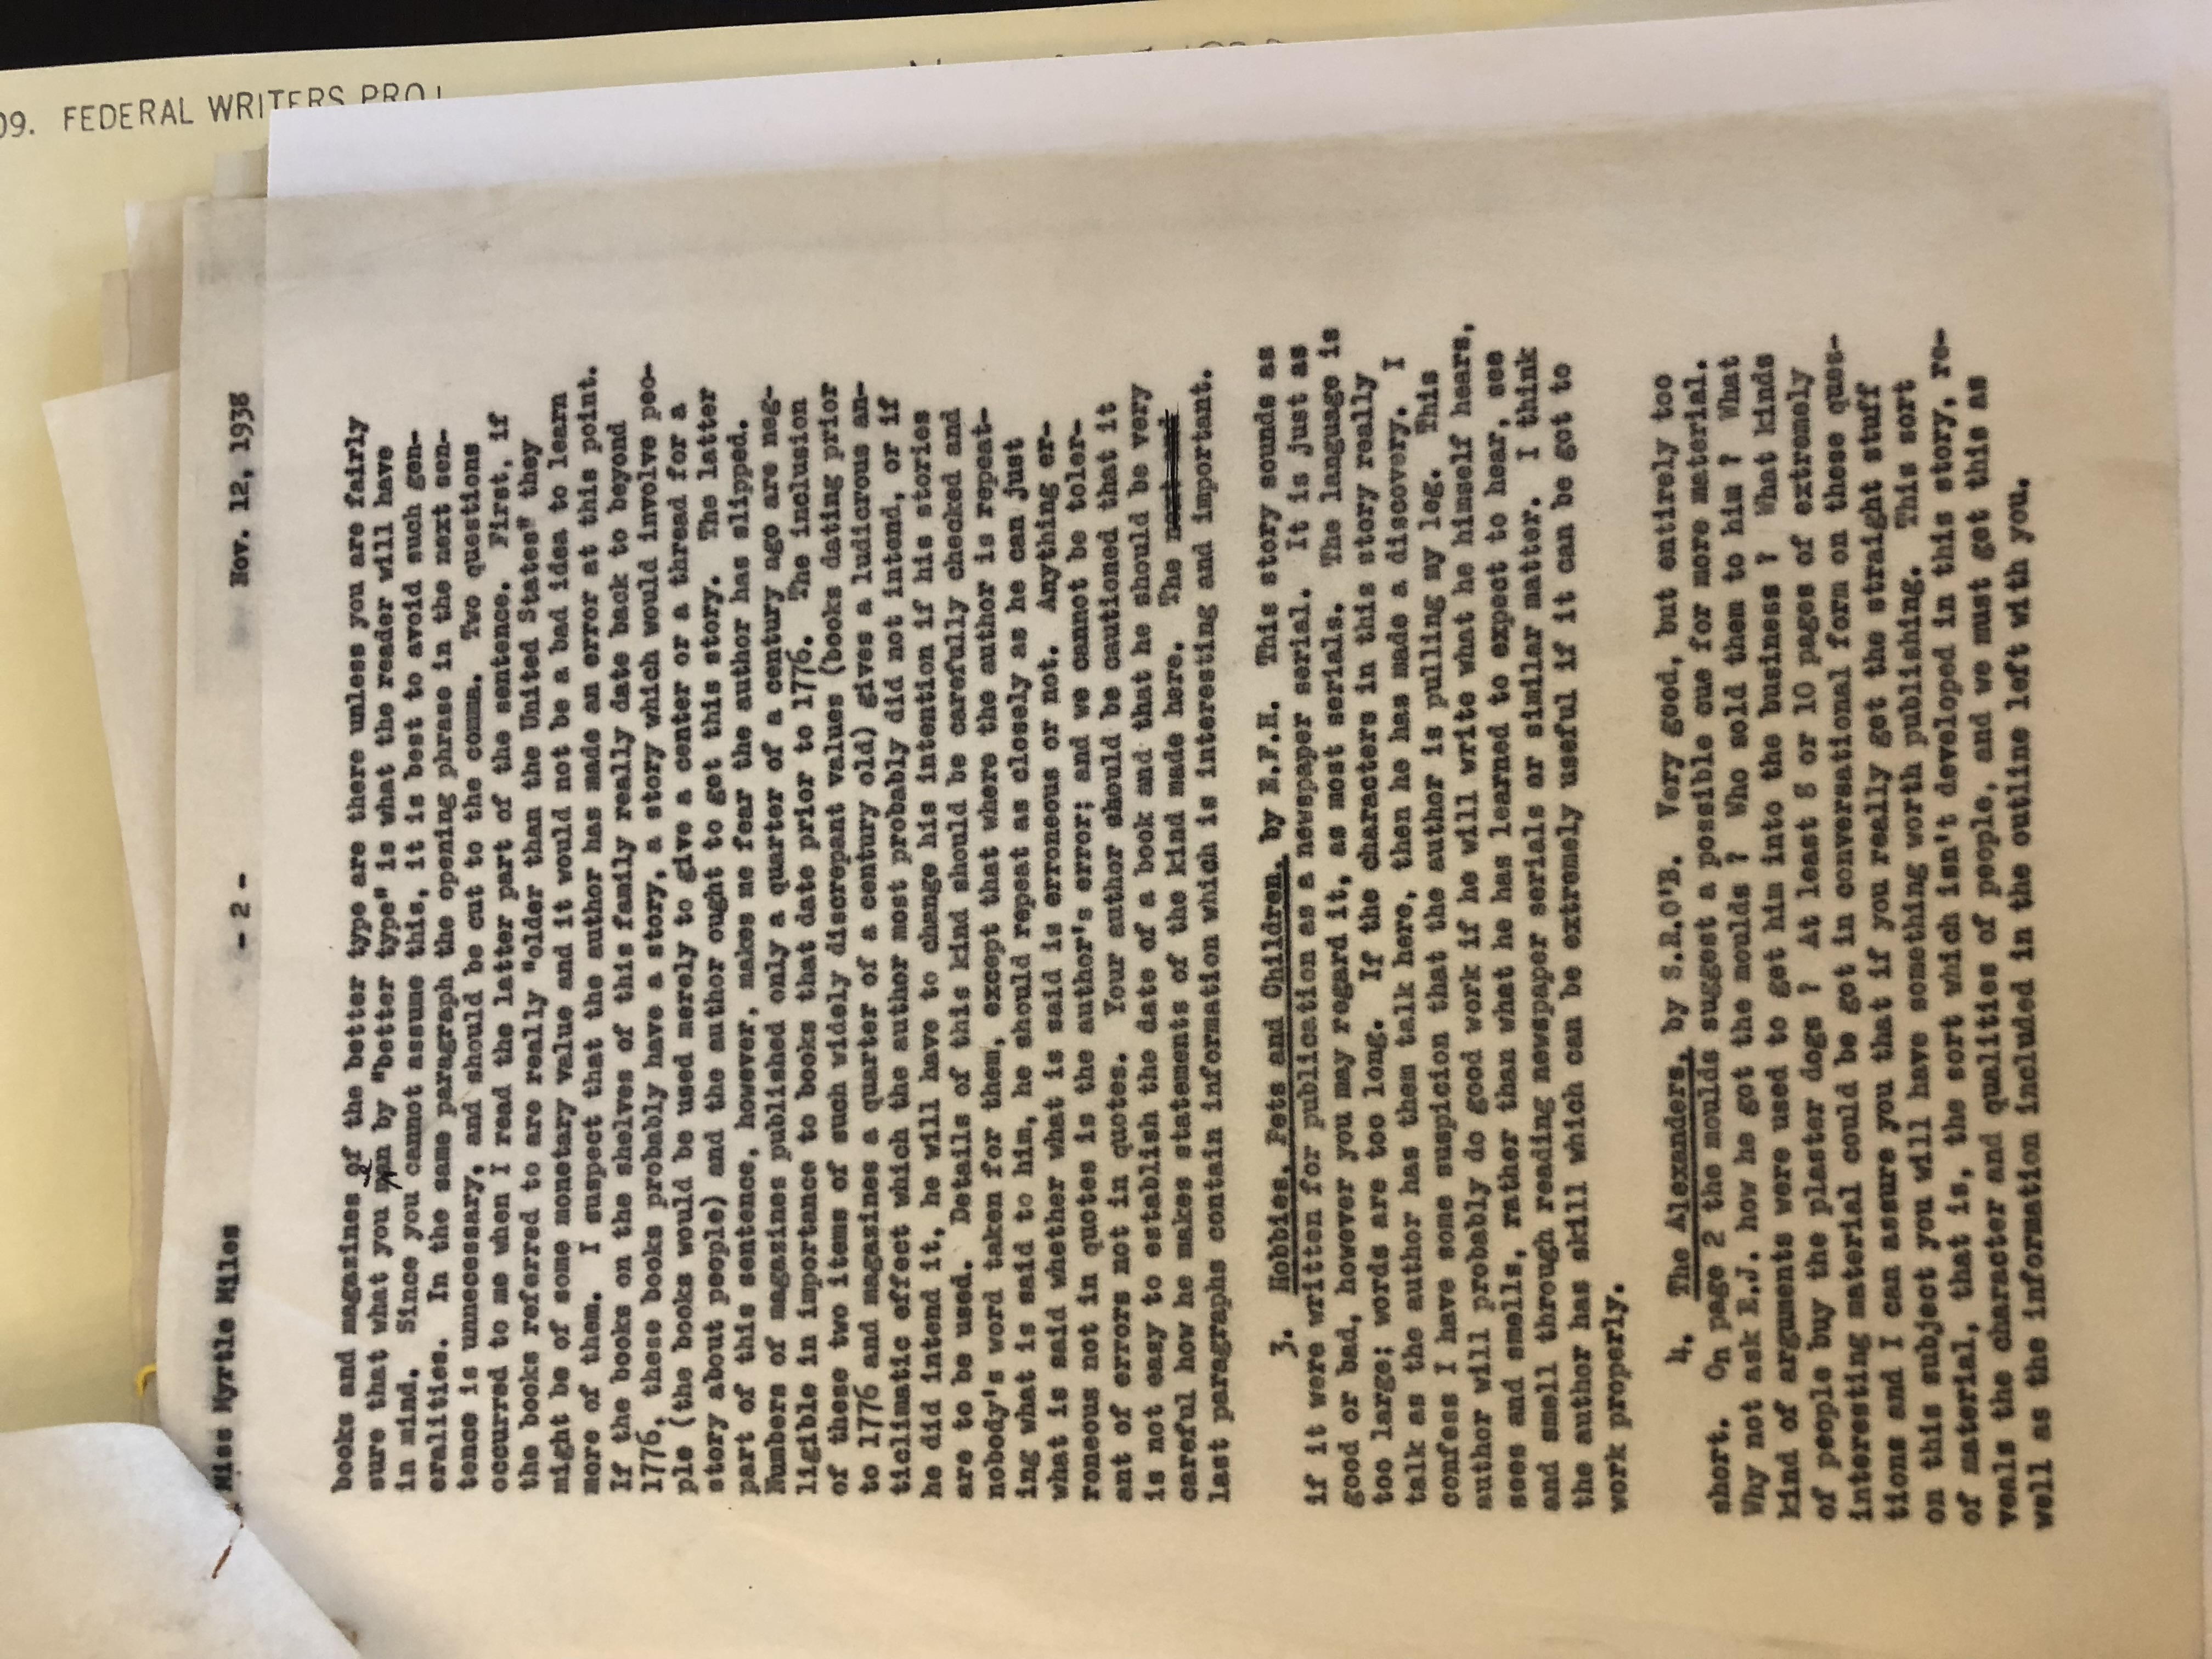 09. FEDERAL WRITERS PROJ
Miss Myrtle Miles - 2 - Nov. 12, 1938
books and magazines of the better type are there unless you are fairly
sure that what you mean by "better type" is what the reader will have
in mind. Since you cannot assume this, it is best to avoid such gen-
eralities. In the same paragraph the opening phrase in the next sen-
tence is unnecessary, and should be cut to the comma. Two questions
occurred to me when I read the latter part of the sentence. First, if
the books referred to are really "older than the United States" they
might be of some monetary value and it would not be a bad idea to learn
more of them. I suspect that the author has made an error at this point.
If the books on the shelves of this family really date back to beyond
1776, these books probably have a story, a story which would involve peo-
ple (the books would be used merely to give a center or a thread for a
story about people) and the author ought to get this story. The latter
part of this sentence, however, makes me fear the author has slipped.
Numbers of magazines published only a quarter of a century ago are neg-
ligible in importance to books that date prior to 1776. The inclusion
of these two items of such widely discrepant values (books dating prior
to 1776 and magazines a quarter of a century old) gives a ludicrous an-
ticlimatic effect which the author most probably did not intend, or if
he did intend it, he will have to change his intention if his stories
are to be used. Details of this kind should be carefully checked and
nobody's word taken for them, except that where the author is repeat-
ing what is said to him, he should repeat as closely as he can just
what is said whether what is said is erroneous or not. Anything er-
roneous not in quotes is the author's error; and we cannot be toler-
ant of errors not in quotes. Your author should be cautioned that it
is not easy to establish the date of a book and that he should be very
careful how he makes statements of the kind made here. The next and
last paragraphs contain information which is interesting and important.
3. Hobbies, Pets and Children, by E.F.H. This story sounds as
if it were written for publication as a newspaper serial. It is just as
good or bad, however you may regard it, as most serials. The language is
too large; words are too long. If the characters in this story really
talk as the author has them talk here, then he has made a discovery. I
confess I have some suspicion that the author is pulling my leg. This
author will probably do good work if he will write what he himself hears,
sees and smells, rather than what he has learned to expect to hear, see
and smell through reading newspaper serials or similar matter. I think
the author has skill which can be extremely useful if it can be got to
work properly.
4. The Alexanders, by S.R.O'B. Very good, but entirely too
short. On page 2 the moulds suggest a possible cue for more material.
Why not ask E.J. how he got the moulds ? Who sold them to him ? What
kind of arguments were used to get him into the business ? What kinds
of people buy the plaster dogs ? At least 8 or 10 pages of extremely
interesting material could be got in conversational form on these ques-
tions and I can assure you that if you really get the straight stuff
on this subject you will have something worth publishing. This sort
of material, that is, the sort which isn't developed in this story, re-
veals the character and qualities of people, and we must get this as
well as the information included in the outline left with you.